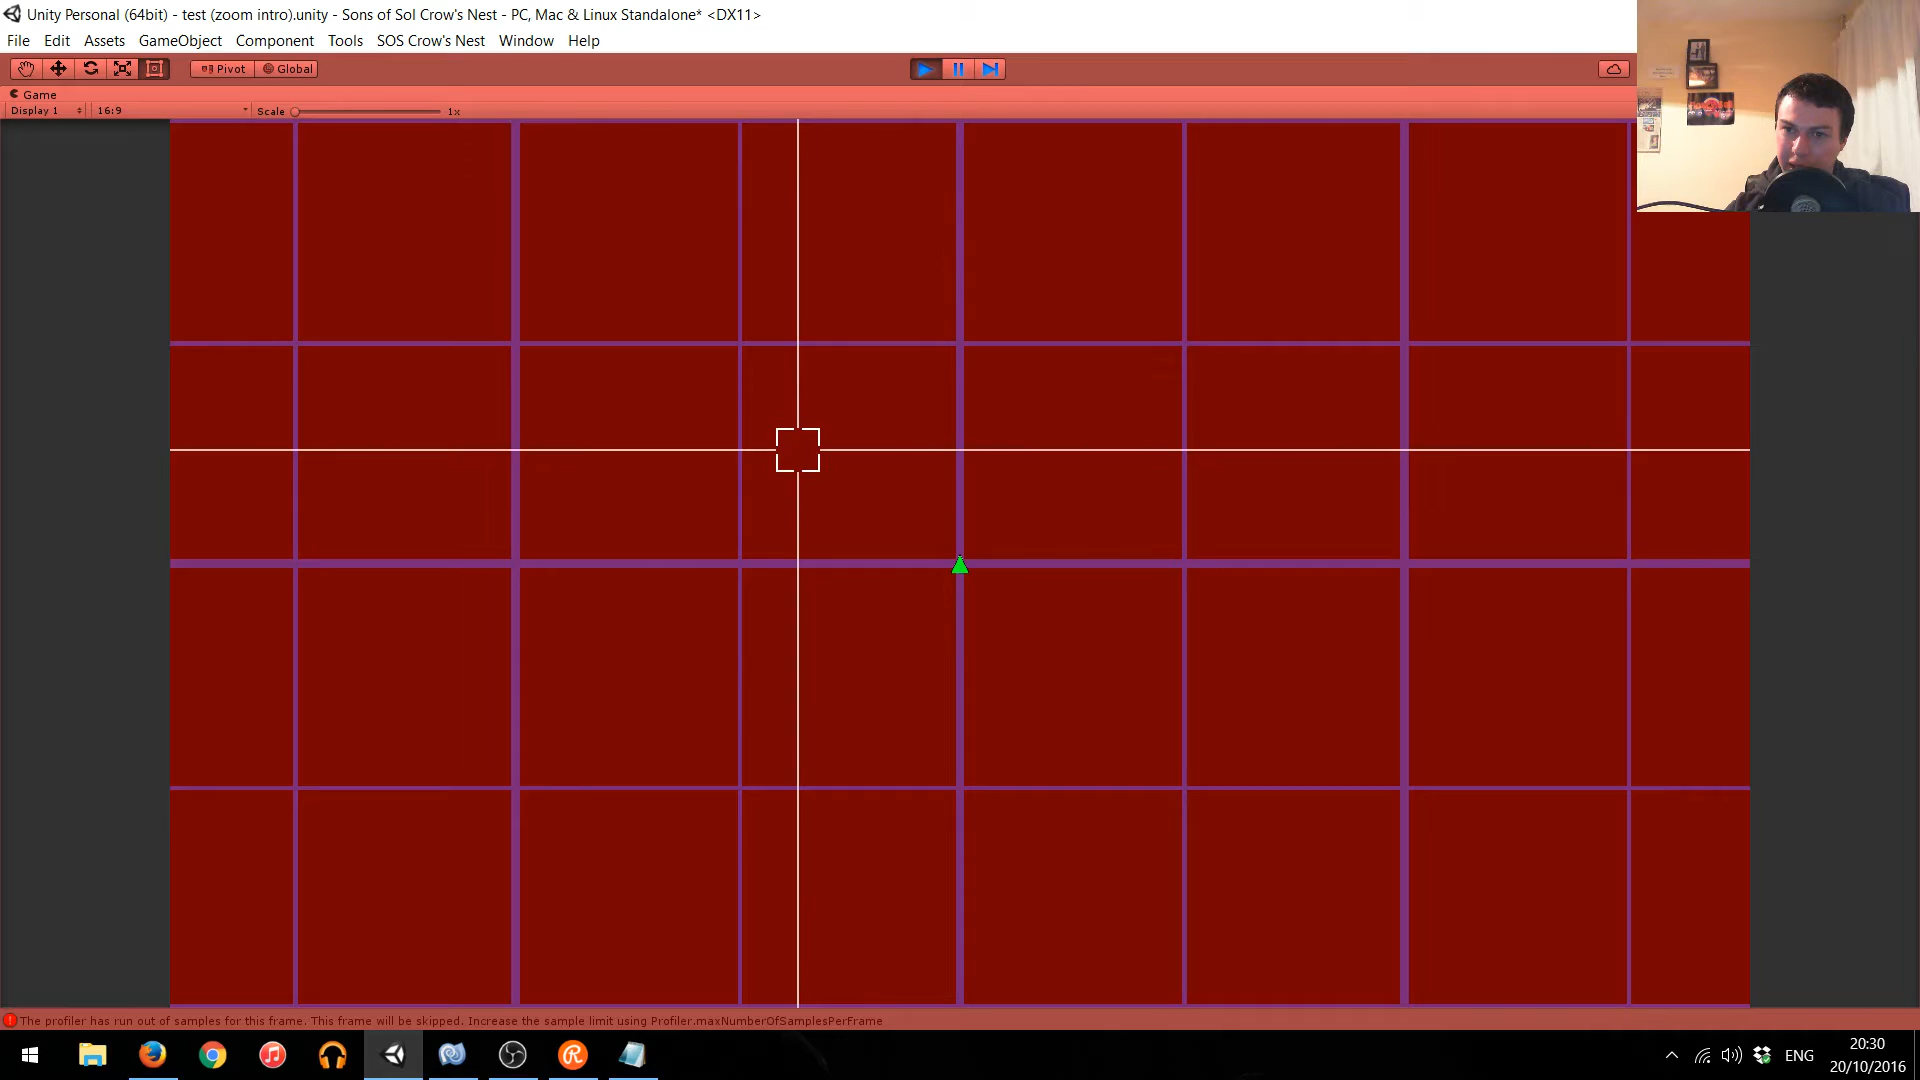 Unity Personal (64bit) - test (zoom intro).unity - Sons of Sol Crow's Nest - PC, Mac & Linux Standalone* <DX11>
File Edit Assets GameObject Component Tools SOS Crow's Nest Window Help
Pivot Global
Game
Display 1 16:9 Scale 1x
The profiler has run out of samples for this frame. This frame will be skipped. Increase the sample limit using Profiler.maxNumberOfSamplesPerFrame
ENG 20:30
20/10/2016